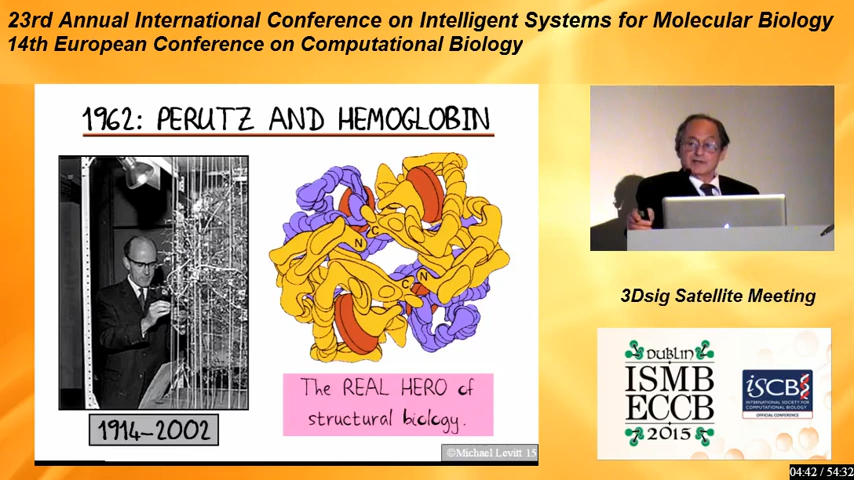 23rd Annual International Conference on Intelligent Systems for Molecular Biology
14th European Conference on Computational Biology
1962: PERUTZ AND HEMOGLOBIN
N C
C N
1914–2002
The REAL HERO of
structural biology.
©Michael Levitt 15
3Dsig Satellite Meeting
DUBLIN
ISMB
ECCB
2015
iSCB
INTERNATIONAL SOCIETY FOR
COMPUTATIONAL BIOLOGY
OFFICIAL CONFERENCE
04:42 / 54:32